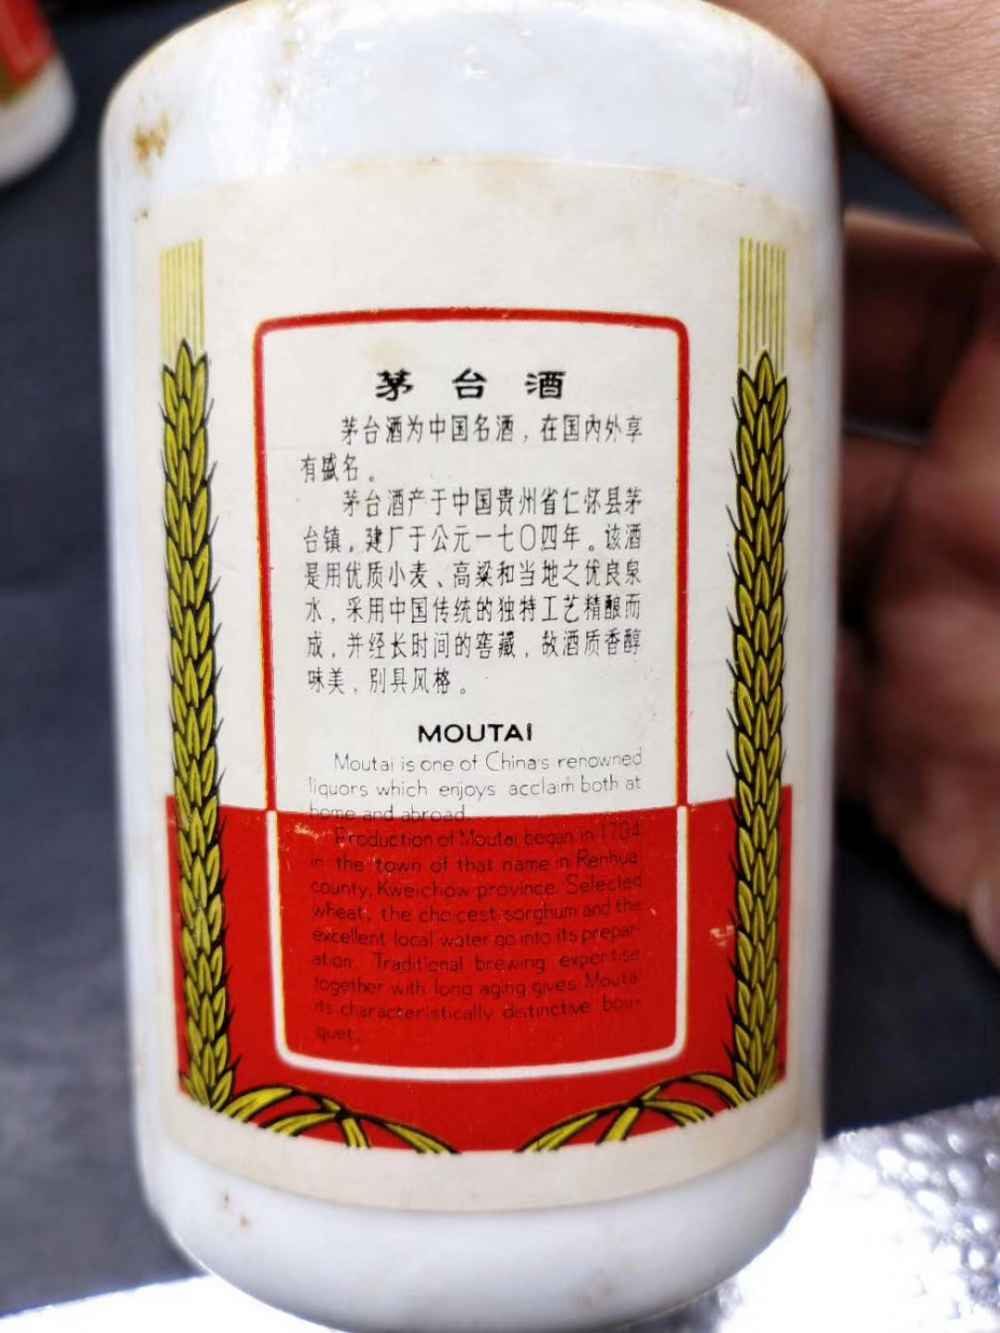 茅台酒
茅台酒为中国名酒，在国内外享
有盛名。
茅台酒产于中国贵州省仁怀县茅
台镇，建厂于公元一七〇四年。该酒
是用优质小麦、高粱和当地之优良泉
水，采用中国传统的独特工艺精酿而
成，并经长时间的窖藏，故酒质香醇
味美，别具风格。
MOUTAI
Moutai is one of China's renowned
liquors which enjoys acclaim both at
home and abroad.
Production of Moutai began in 1704
in the town of that name in Renhuai
county, Kweichow province. Selected
wheat, the choicest sorghum and the
excellent local water go into its prepar-
ation. Traditional brewing expertise
together with long aging gives Moutai
its characteristically distinctive bou-
quet.